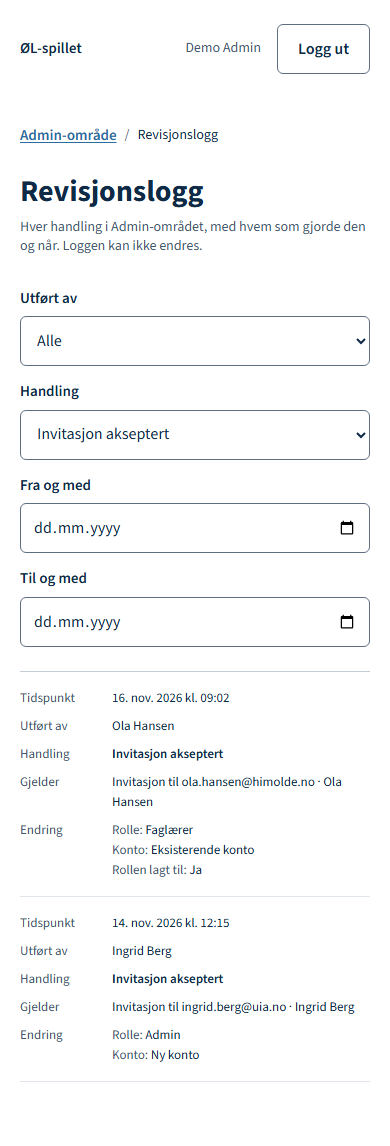 ØL-spillet
Demo Admin
Logg ut
Admin-område / Revisjonslogg
Revisjonslogg
Hver handling i Admin-området, med hvem som gjorde den
og når. Loggen kan ikke endres.
Utført av
Alle
Handling
Invitasjon akseptert
Fra og med
dd.mm.yyyy
Til og med
dd.mm.yyyy
Tidspunkt 16. nov. 2026 kl. 09:02
Utført av Ola Hansen
Handling Invitasjon akseptert
Gjelder Invitasjon til ola.hansen@himolde.no · Ola
Hansen
Endring Rolle: Faglærer
Konto: Eksisterende konto
Rollen lagt til: Ja
Tidspunkt 14. nov. 2026 kl. 12:15
Utført av Ingrid Berg
Handling Invitasjon akseptert
Gjelder Invitasjon til ingrid.berg@uia.no · Ingrid Berg
Endring Rolle: Admin
Konto: Ny konto